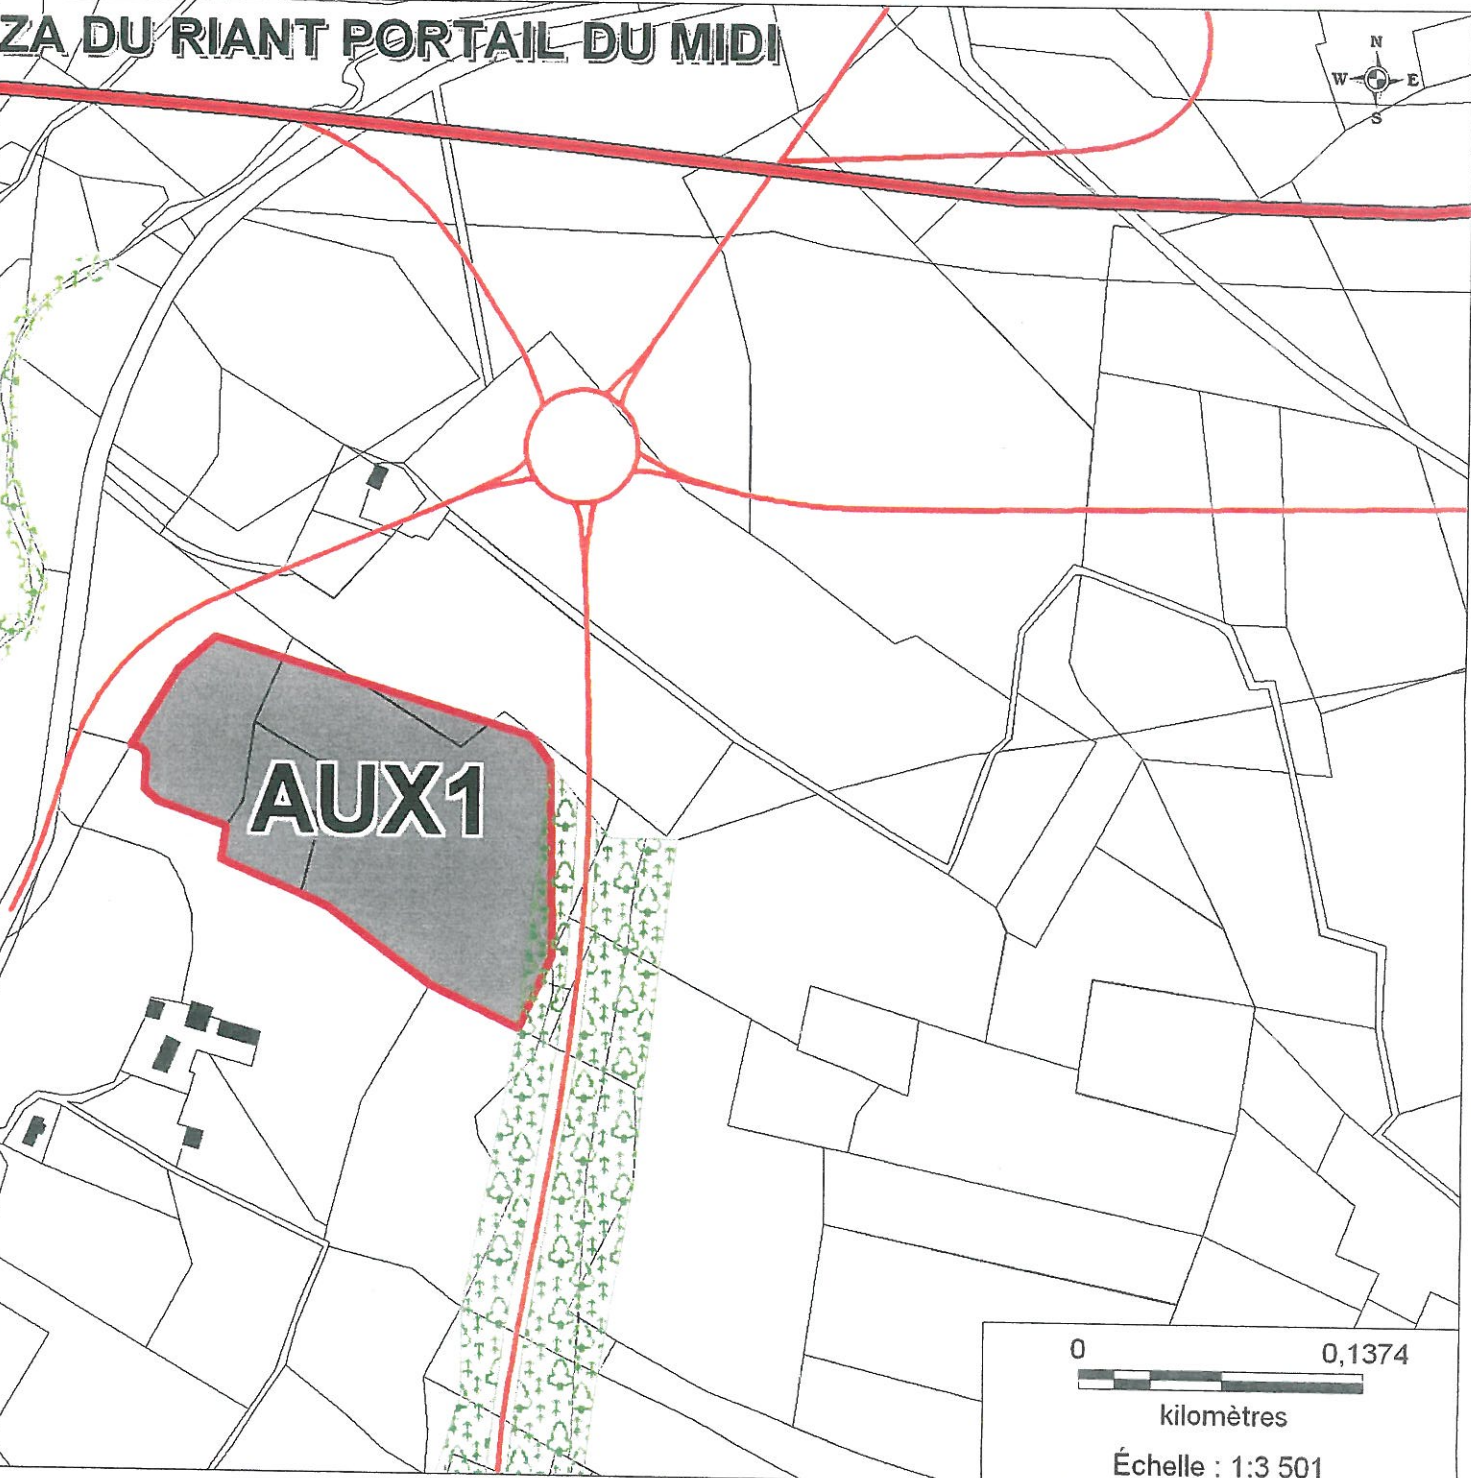 ZA DU RIANT PORTAIL DU MIDI
N
W E
S
AUX1
0 0,1374
kilomètres
Échelle : 1:3 501